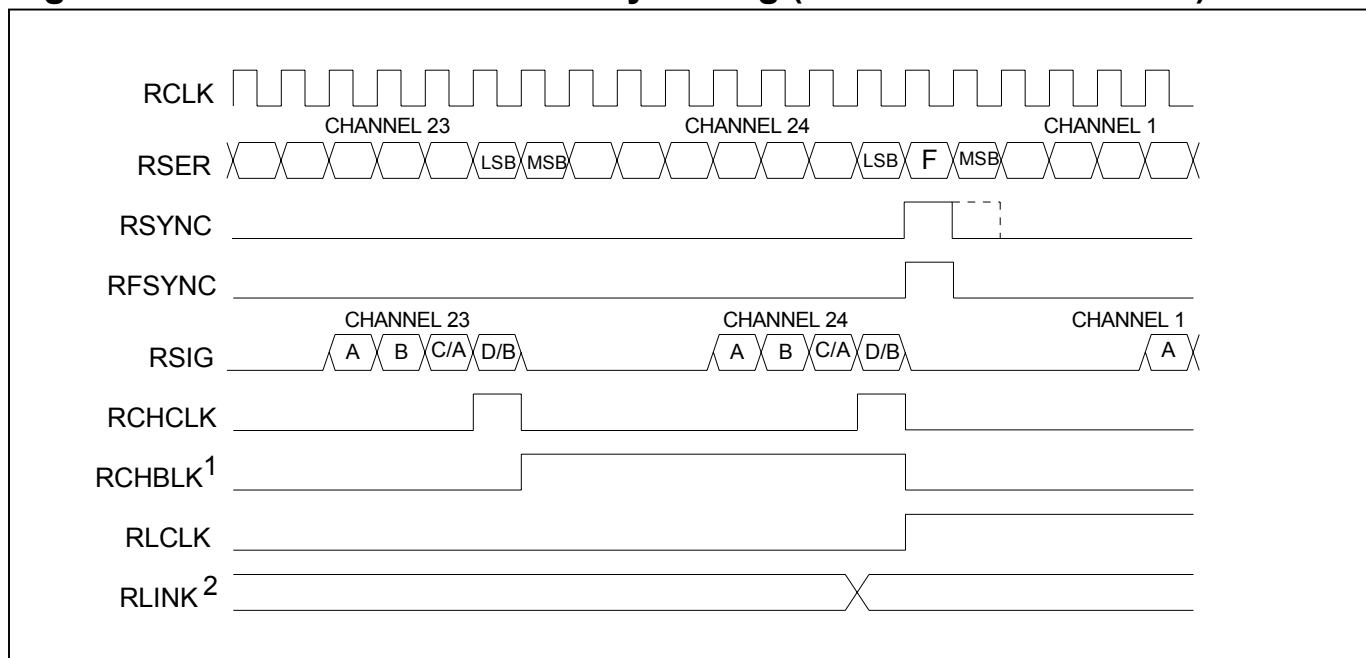 RCLK
CHANNEL 23 CHANNEL 24 CHANNEL 1
RSER LSB MSB LSB F MSB
RSYNC
RFSYNC
CHANNEL 23 CHANNEL 24 CHANNEL 1
RSIG A B C/A D/B A B C/A D/B A
RCHCLK
RCHBLK1
RLCLK
RLINK2